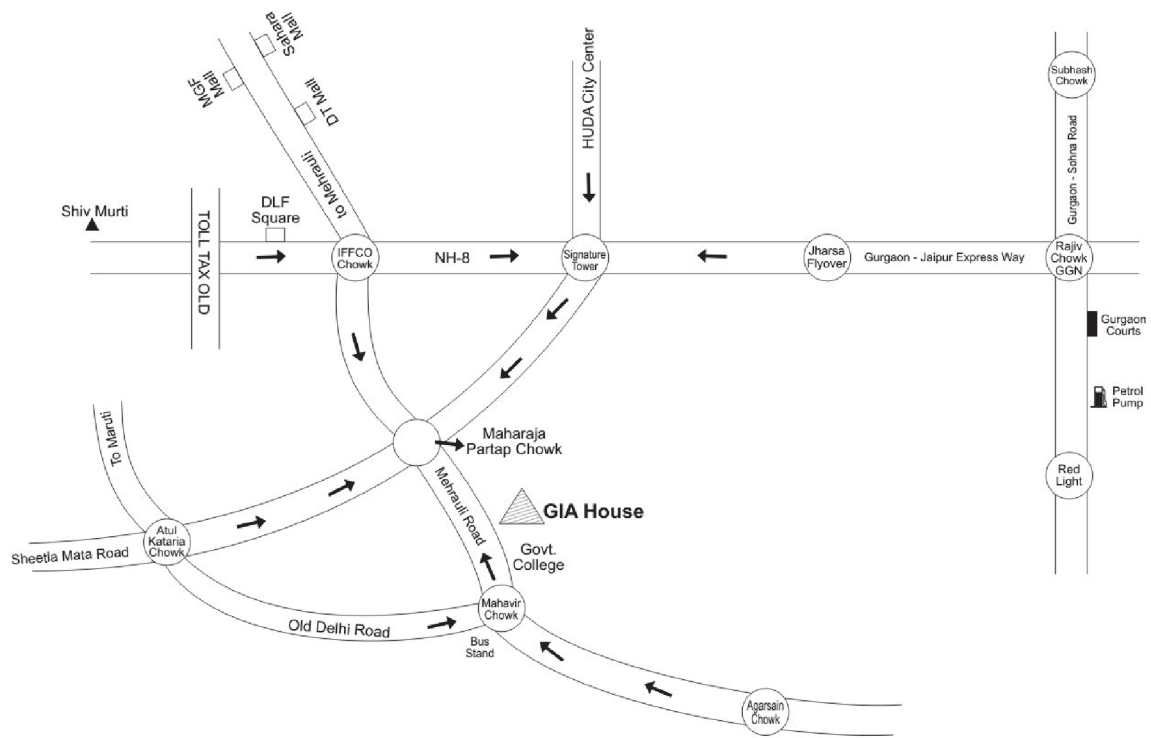 Sahara
Mall
MGF
Mall
DT Mall
to Mehrauli
HUDA City Center
Subhash
Chowk
Gurgaon - Sohna Road
Shiv Murti
TOLL TAX OLD
DLF
Square
IFFCO
Chowk
NH-8
Signature
Tower
Jharsa
Flyover
Gurgaon - Jaipur Express Way
Rajiv
Chowk
GGN
Gurgaon
Courts
Petrol
Pump
Red
Light
To Maruti
Maharaja
Partap Chowk
Mehrauli Road
GIA House
Govt.
College
Atul
Kataria
Chowk
Sheetla Mata Road
Old Delhi Road
Mahavir
Chowk
Bus
Stand
Agarsain
Chowk